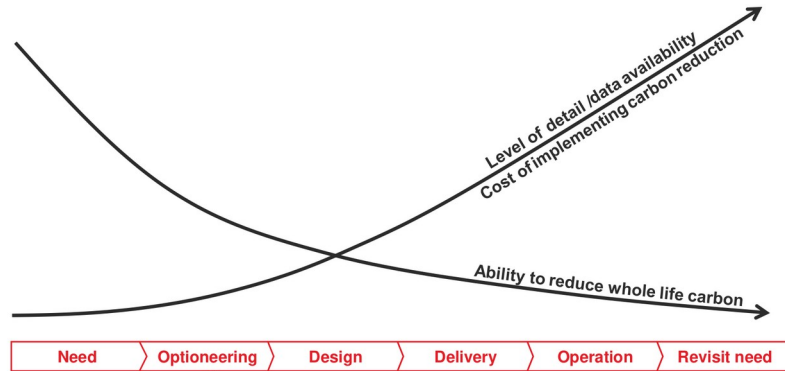 Level of detail /data availability
Cost of implementing carbon reduction
Ability to reduce whole life carbon
Need
Optioneering
Design
Delivery
Operation
Revisit need